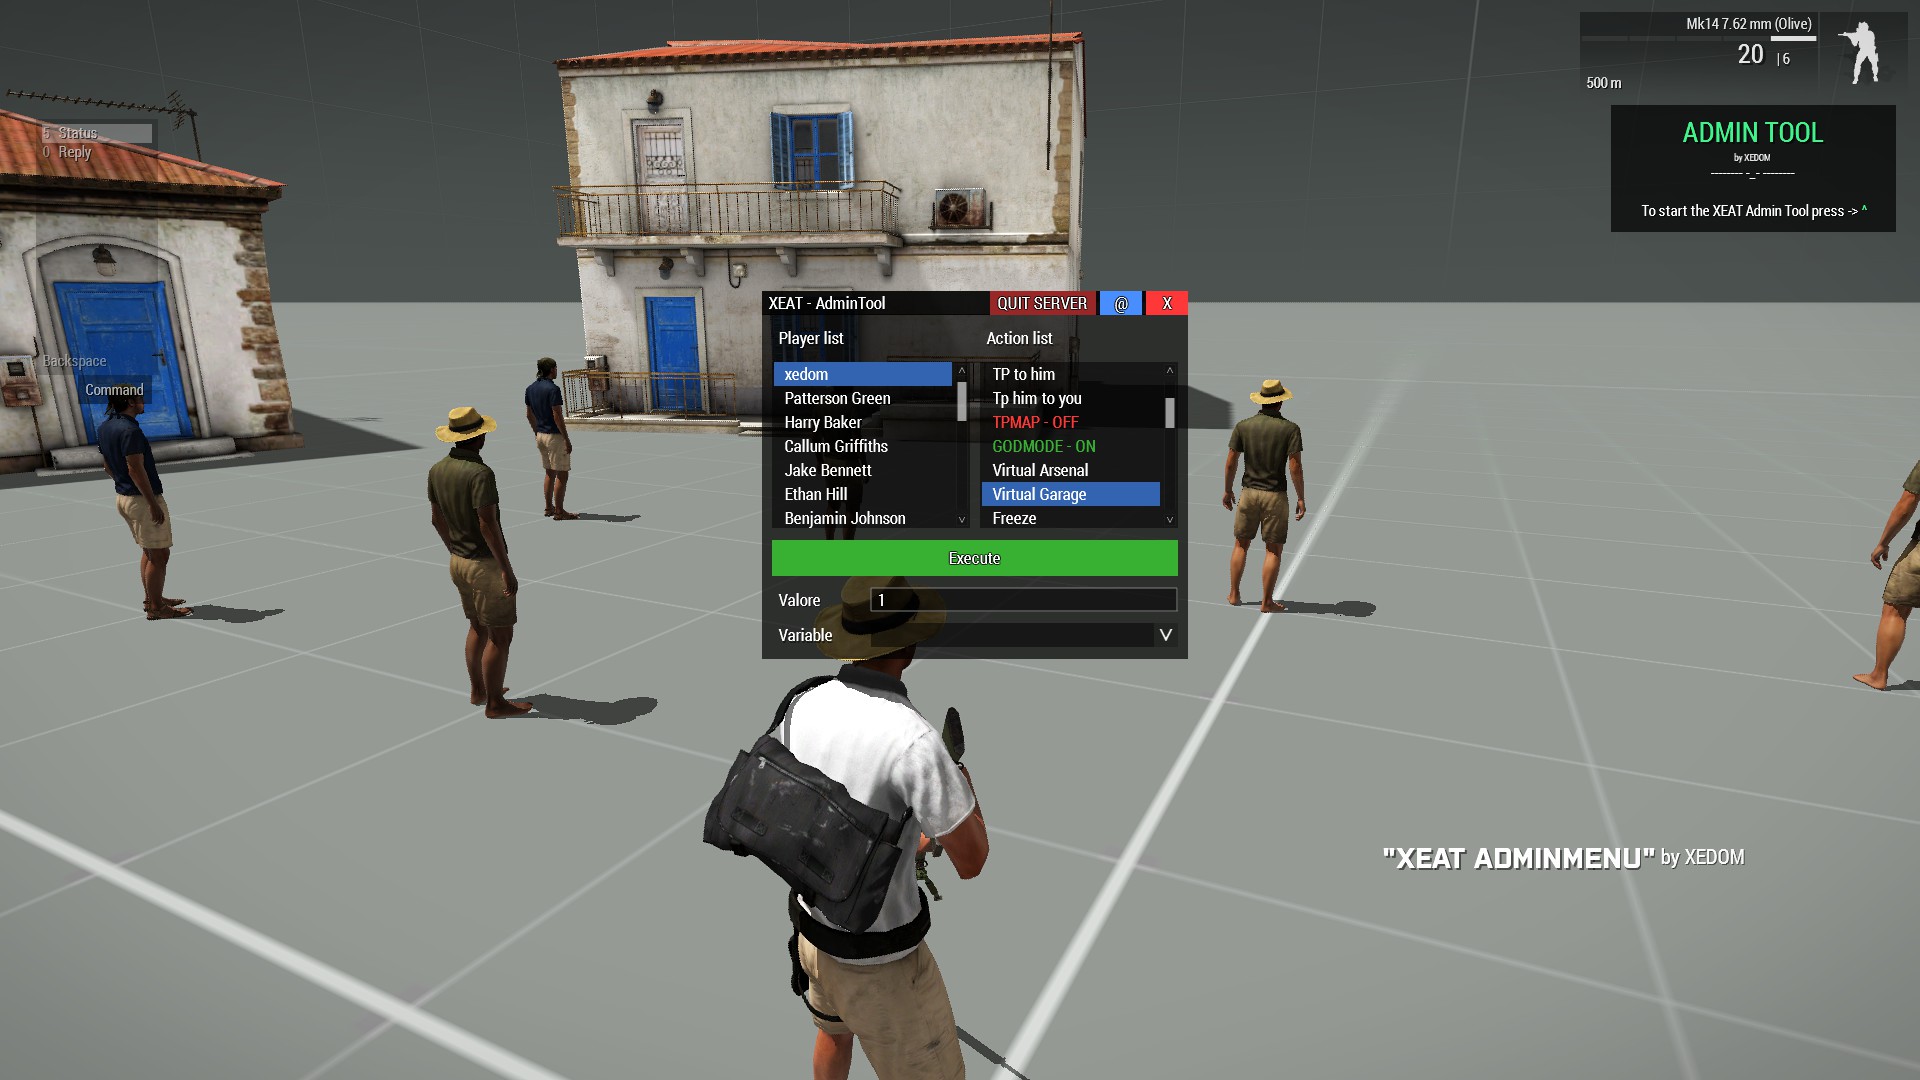 Mk14 7.62 mm (Olive)
20 | 6
500 m
ADMIN TOOL
by XEDOM
-------- -_- --------
To start the XEAT Admin Tool press -> ^
5 Status
0 Reply
Backspace
Command
XEAT - AdminTool QUIT SERVER @ X
Player list Action list
xedom TP to him
Patterson Green Tp him to you
Harry Baker TPMAP - OFF
Callum Griffiths GODMODE - ON
Jake Bennett Virtual Arsenal
Ethan Hill Virtual Garage
Benjamin Johnson Freeze
Execute
Valore 1
Variable
"XEAT ADMINMENU" by XEDOM